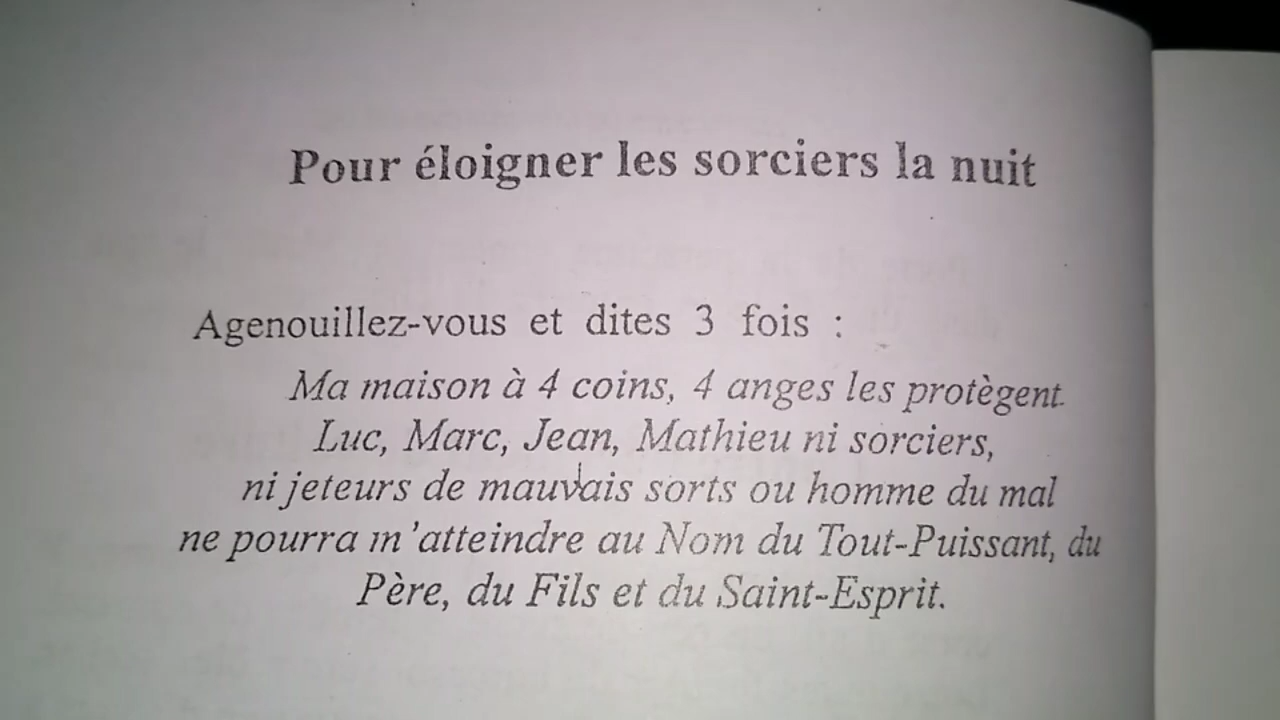 Pour éloigner les sorciers la nuit
Agenouillez-vous et dites 3 fois :
Ma maison à 4 coins, 4 anges les protègent.
Luc, Marc, Jean, Mathieu ni sorciers,
ni jeteurs de mauvais sorts ou homme du mal
ne pourra m'atteindre au Nom du Tout-Puissant, du
Père, du Fils et du Saint-Esprit.